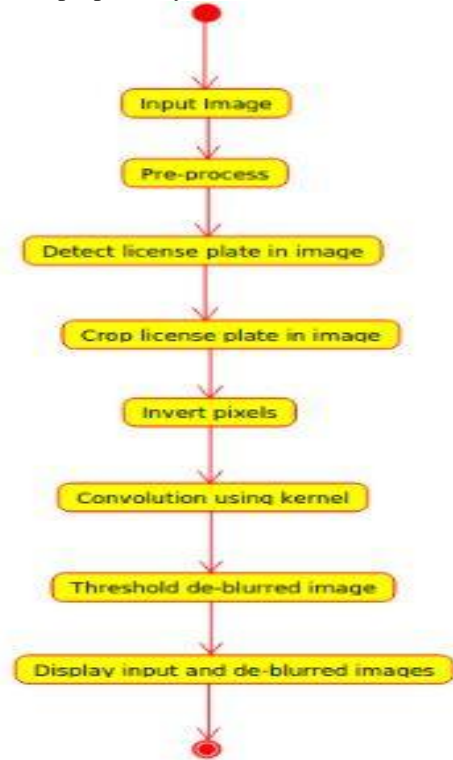 Input Image
Pre-process
Detect license plate in image
Crop license plate in image
Invert pixels
Convolution using kernel
Threshold de-blurred image
Display input and de-blurred images